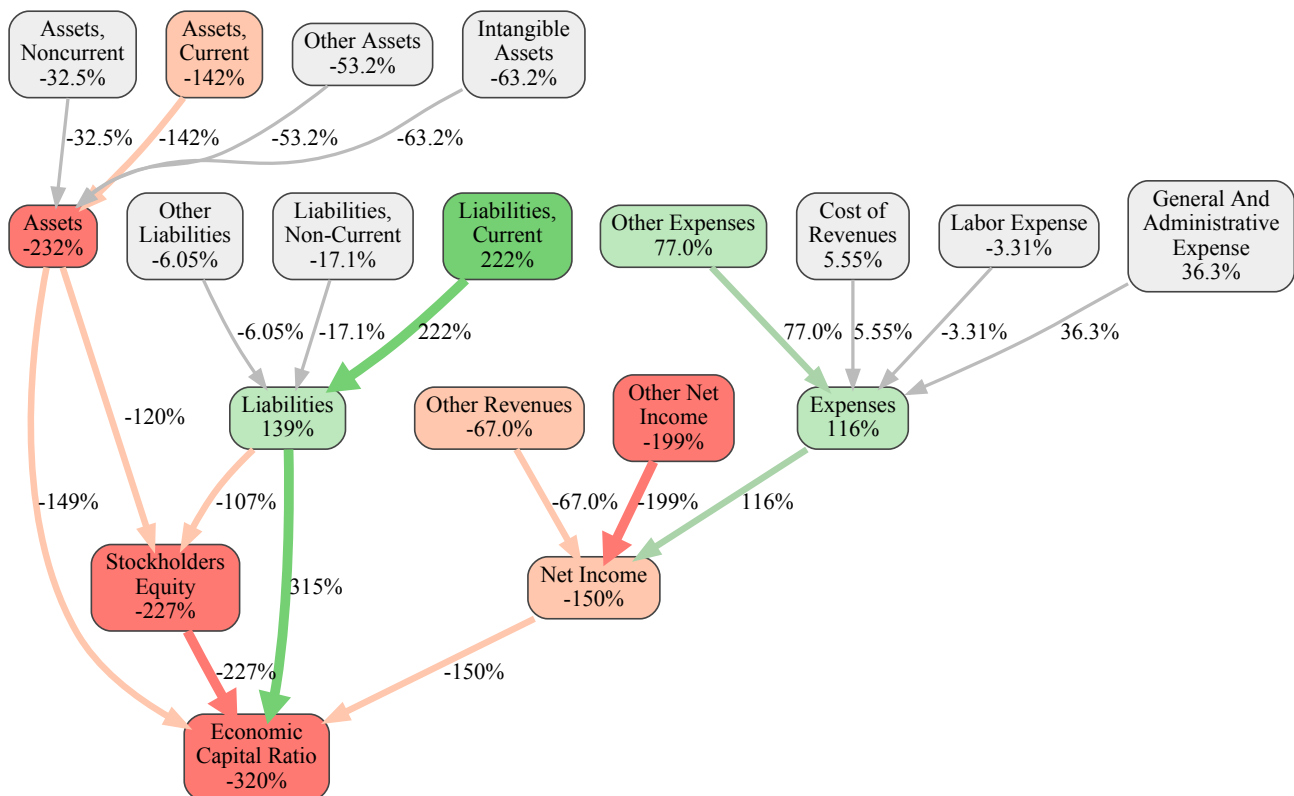 Assets,
Noncurrent
-32.5%
Assets,
Current
-142%
Other Assets
-53.2%
Intangible
Assets
-63.2%
-32.5%
-142%
-53.2%
-63.2%
Assets
-232%
Other
Liabilities
-6.05%
Liabilities,
Non-Current
-17.1%
Liabilities,
Current
222%
Other Expenses
77.0%
Cost of
Revenues
5.55%
Labor Expense
-3.31%
General And
Administrative
Expense
36.3%
-6.05%
-17.1%
222%
77.0%
5.55%
-3.31%
36.3%
-120%
Liabilities
139%
Other Revenues
-67.0%
Other Net
Income
-199%
Expenses
116%
-149%
-107%
-67.0%
-199%
116%
Stockholders
Equity
-227%
315%
Net Income
-150%
-227%
-150%
Economic
Capital Ratio
-320%